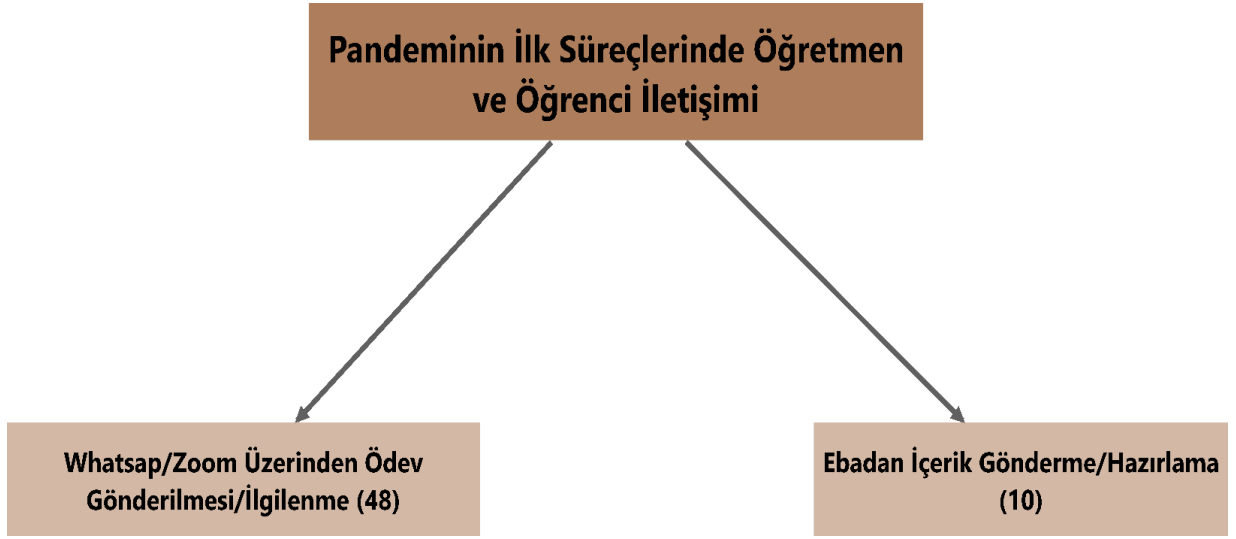 Pandeminin İlk Süreçlerinde Öğretmen
ve Öğrenci İletişimi
Whatsap/Zoom Üzerinden Ödev
Gönderilmesi/İlgilenme (48)
Ebadan İçerik Gönderme/Hazırlama
(10)